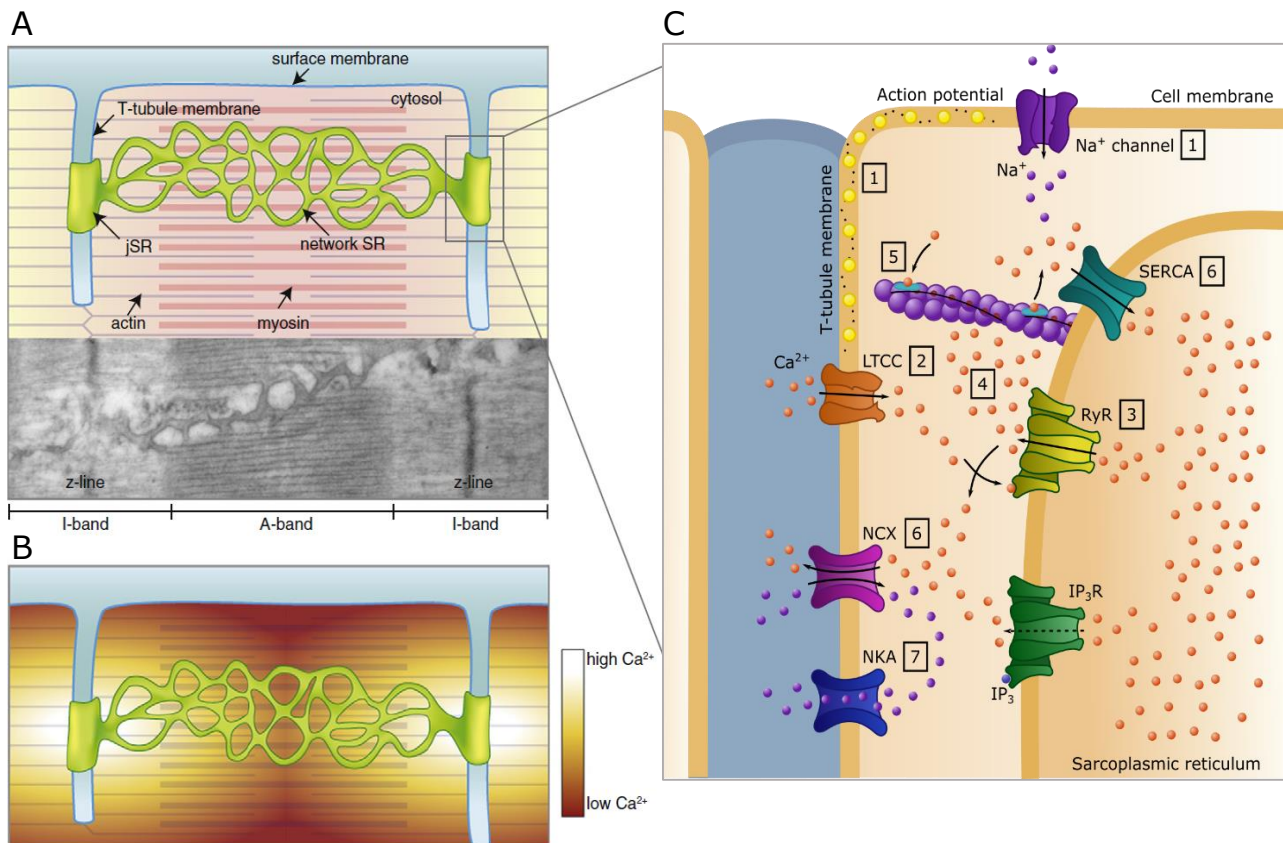 A
surface membrane
cytosol
T-tubule membrane
jSR
network SR
actin
myosin
z-line
z-line
I-band
A-band
I-band
B
high Ca²⁺
low Ca²⁺
C
Action potential
Cell membrane
Na⁺ channel 1
Na⁺
1
T-tubule membrane
5
SERCA 6
Ca²⁺
LTCC 2
4
RyR 3
NCX 6
IP₃R
NKA 7
IP₃
Sarcoplasmic reticulum